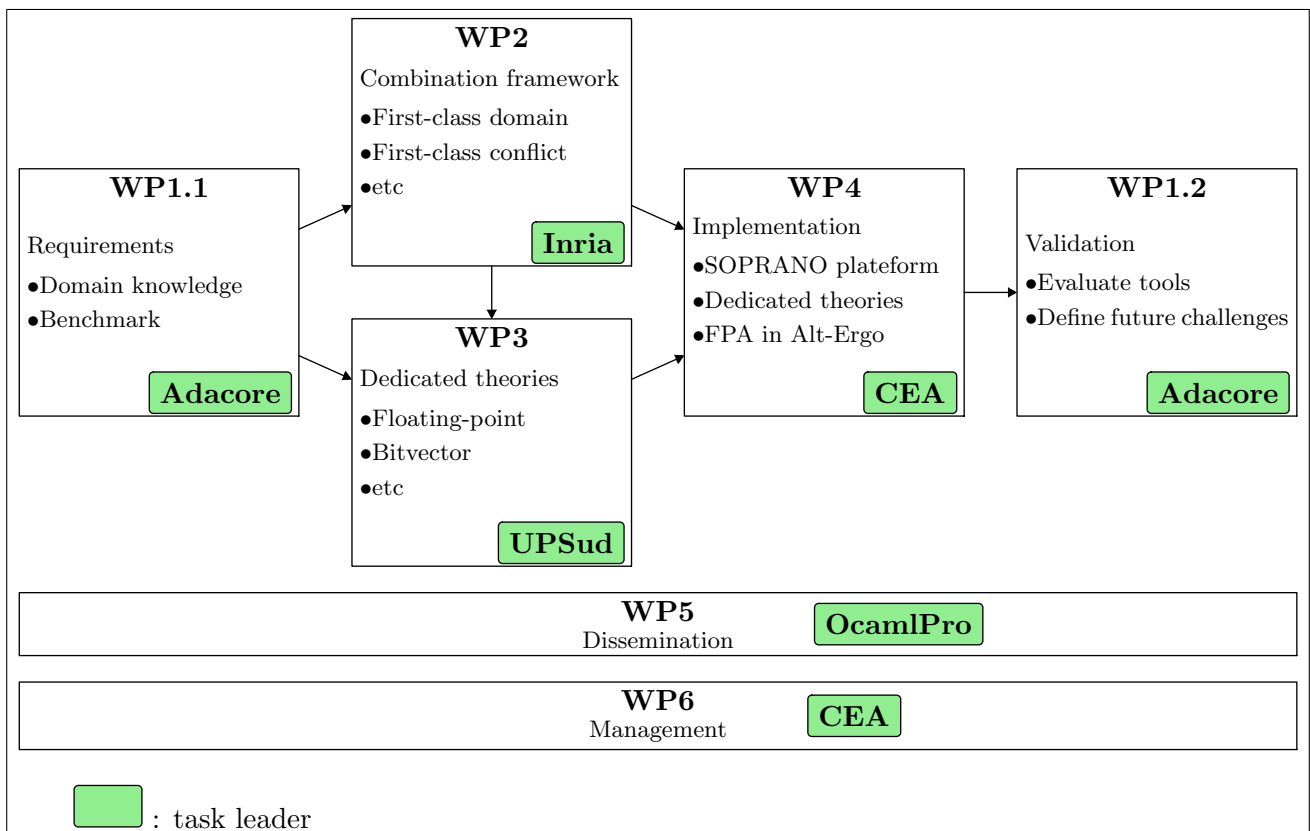 WP2
Combination framework
•First-class domain
•First-class conflict
•etc
Inria
WP1.1
Requirements
•Domain knowledge
•Benchmark
Adacore
WP3
Dedicated theories
•Floating-point
•Bitvector
•etc
UPSud
WP4
Implementation
•SOPRANO plateform
•Dedicated theories
•FPA in Alt-Ergo
CEA
WP1.2
Validation
•Evaluate tools
•Define future challenges
Adacore
WP5
Dissemination
OcamlPro
WP6
Management
CEA
: task leader